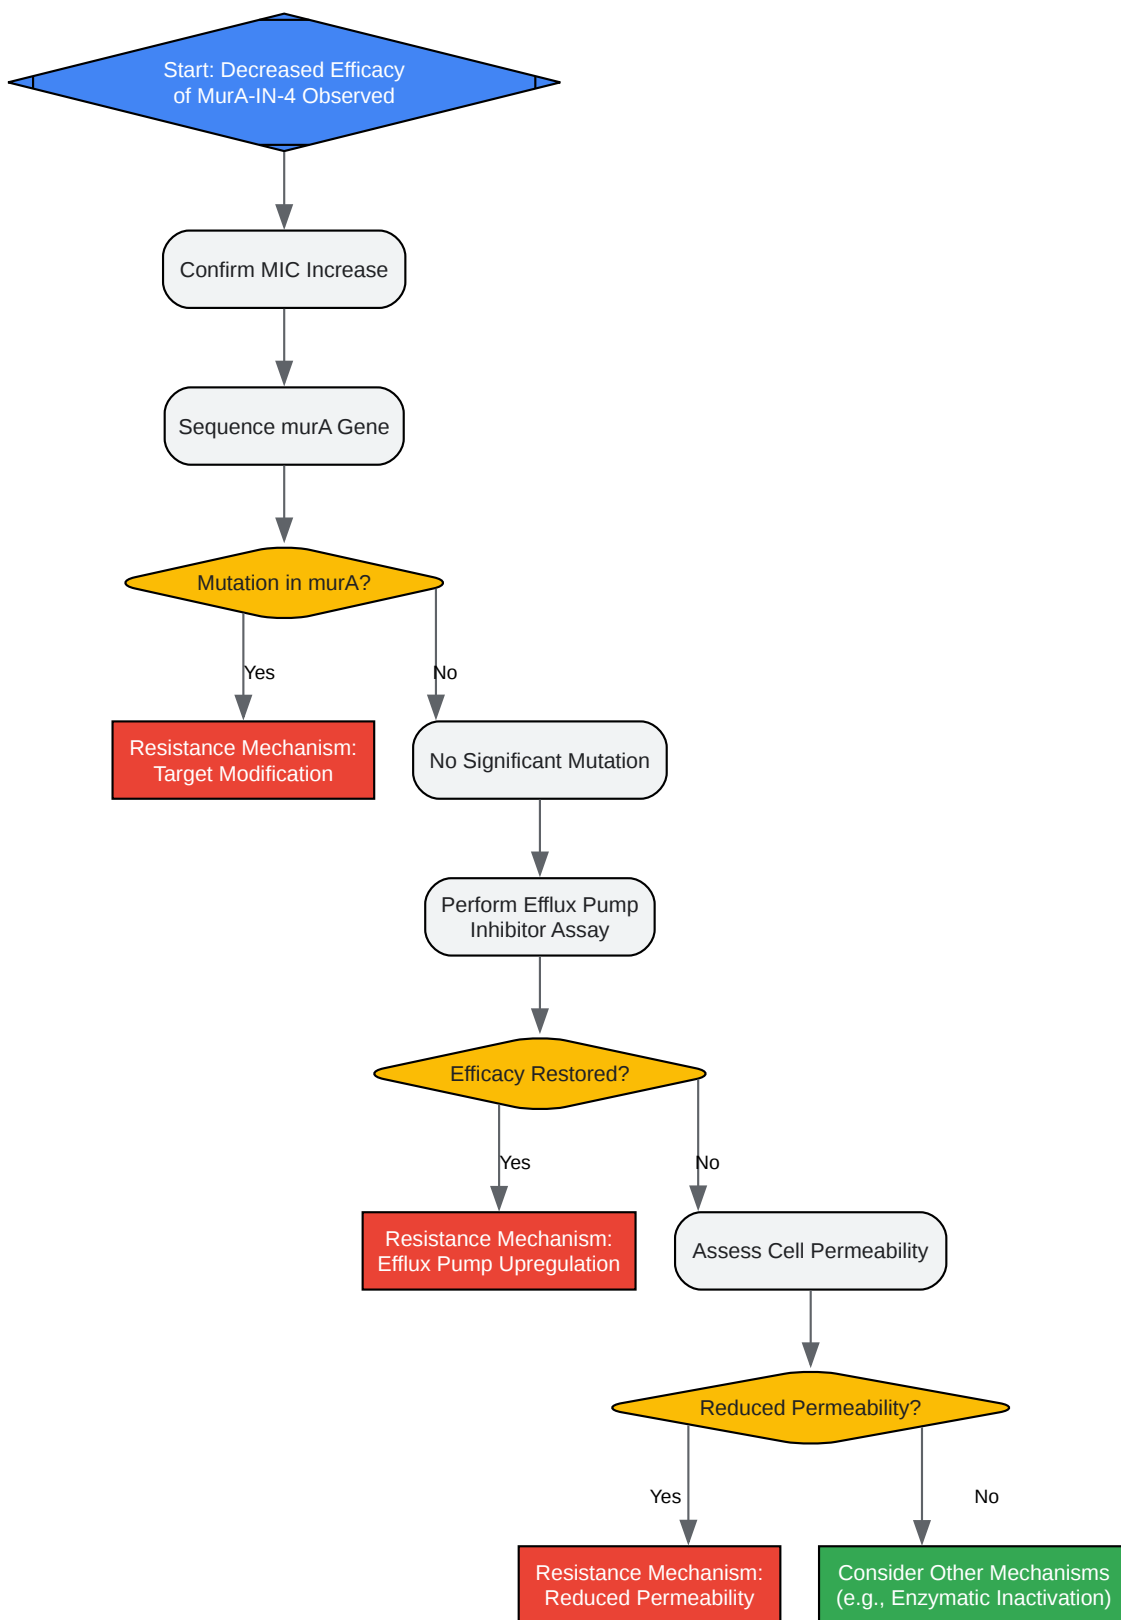 Start: Decreased Efficacy
of MurA-IN-4 Observed
Confirm MIC Increase
Sequence murA Gene
Mutation in murA?
Yes
No
Resistance Mechanism:
Target Modification
No Significant Mutation
Perform Efflux Pump
Inhibitor Assay
Efficacy Restored?
Yes
No
Resistance Mechanism:
Efflux Pump Upregulation
Assess Cell Permeability
Reduced Permeability?
Yes
No
Resistance Mechanism:
Reduced Permeability
Consider Other Mechanisms
(e.g., Enzymatic Inactivation)